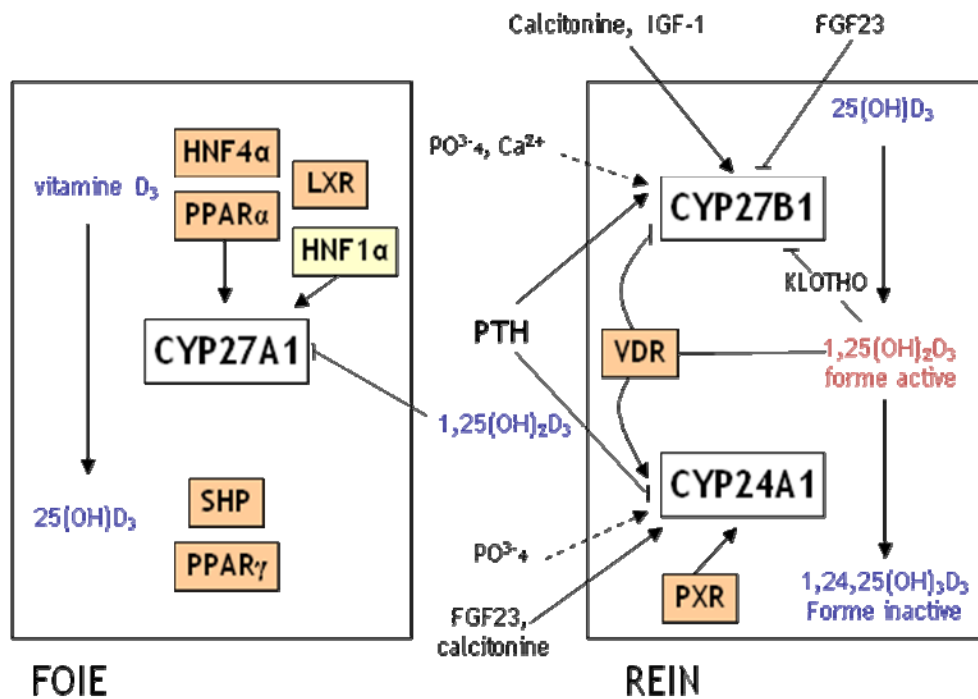 Calcitonine, IGF-1
FGF23
vitamine D₃
HNF4α
LXR
PPARα
HNF1α
CYP27A1
25(OH)D₃
SHP
PPARγ
1,25(OH)₂D₃
FOIE
PO³⁻₄, Ca²⁺
25(OH)D₃
CYP27B1
KLOTHO
PTH
VDR
1,25(OH)₂D₃
forme active
CYP24A1
PO³⁻₄
FGF23,
calcitonine
PXR
1,24,25(OH)₃D₃
Forme inactive
REIN